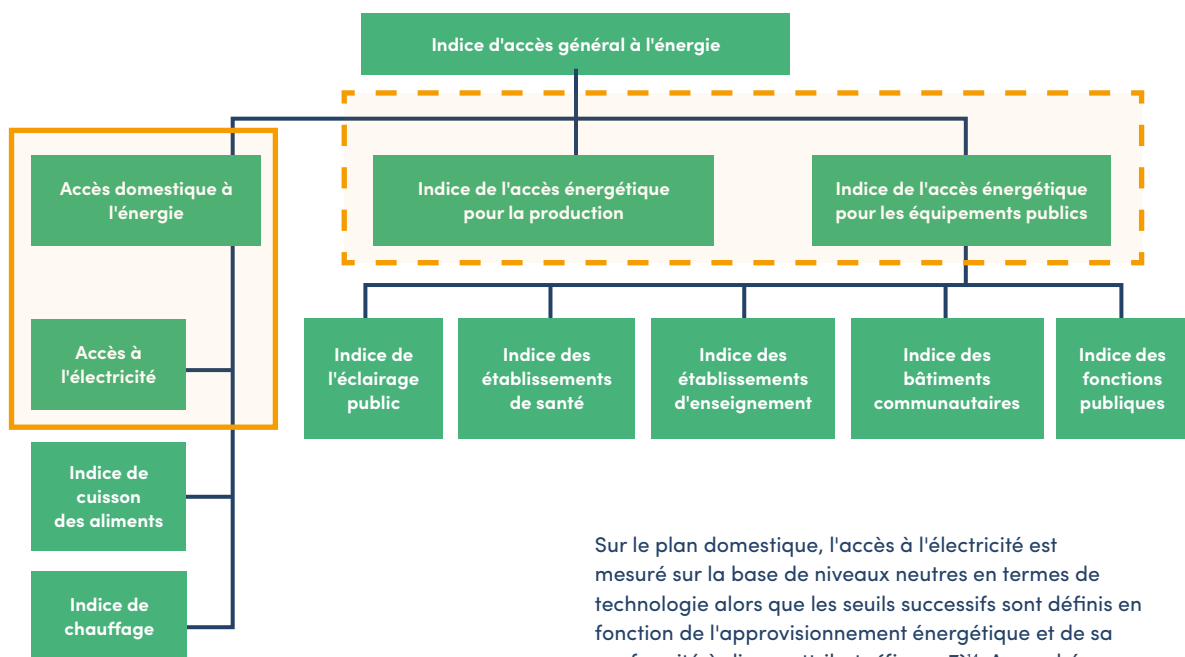 Indice d'accès général à l'énergie
Accès domestique à
l'énergie
Indice de l'accès énergétique
pour la production
Indice de l'accès énergétique
pour les équipements publics
Accès à
l'électricité
Indice de
l'éclairage
public
Indice des
établissements
de santé
Indice des
établissements
d'enseignement
Indice des
bâtiments
communautaires
Indice des
fonctions
publiques
Indice de
cuisson
des aliments
Indice de
chauffage
Sur le plan domestique, l'accès à l'électricité est
mesuré sur la base de niveaux neutres en termes de
technologie alors que les seuils successifs sont définis en
fonction de l'approvisionnement énergétique et de sa